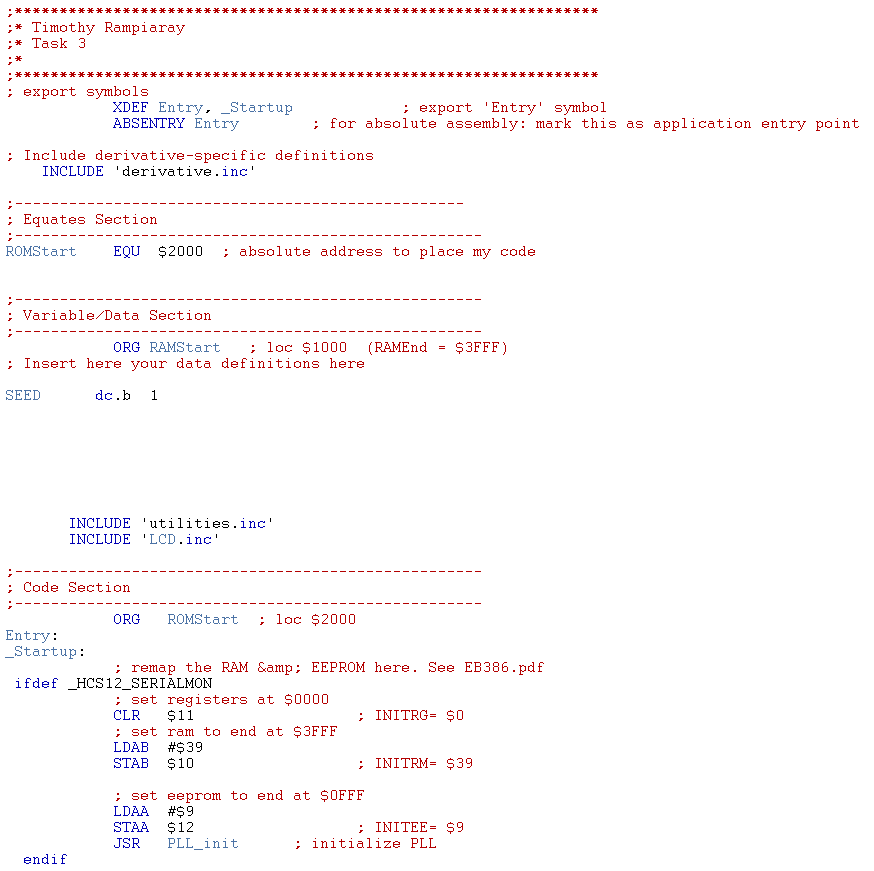 ;*****************************************************************
;* Timothy Rampiaray
;* Task 3
;*
;*****************************************************************
; export symbols
XDEF Entry, _Startup ; export 'Entry' symbol
ABSENTRY Entry ; for absolute assembly: mark this as application entry point
; Include derivative-specific definitions
INCLUDE 'derivative.inc'
;--------------------------------------------------
; Equates Section
;----------------------------------------------------
ROMStart EQU $2000 ; absolute address to place my code
;----------------------------------------------------
; Variable/Data Section
;----------------------------------------------------
ORG RAMStart ; loc $1000 (RAMEnd = $3FFF)
; Insert here your data definitions here
SEED dc.b 1
INCLUDE 'utilities.inc'
INCLUDE 'LCD.inc'
;----------------------------------------------------
; Code Section
;----------------------------------------------------
ORG ROMStart ; loc $2000
Entry:
_Startup:
; remap the RAM &amp; EEPROM here. See EB386.pdf
ifdef _HCS12_SERIALMON
; set registers at $0000
CLR $11 ; INITRG= $0
; set ram to end at $3FFF
LDAB #$39
STAB $10 ; INITRM= $39
; set eeprom to end at $0FFF
LDAA #$9
STAA $12 ; INITEE= $9
JSR PLL_init ; initialize PLL
endif